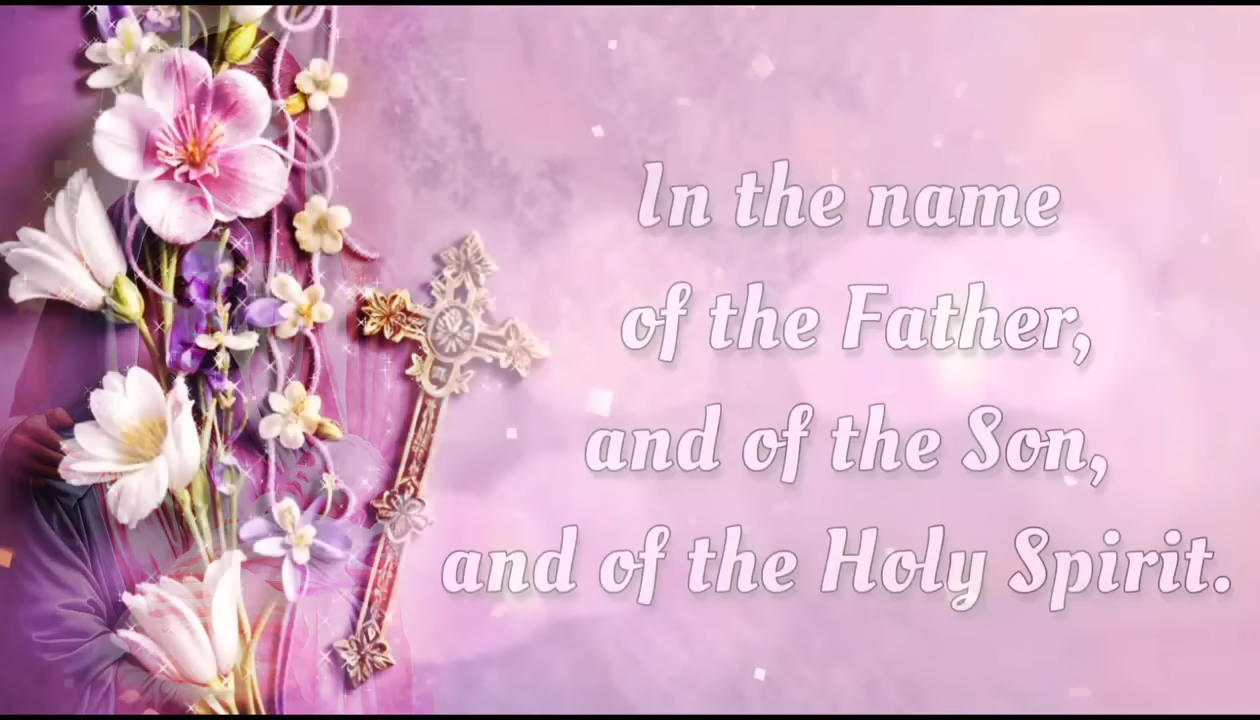 In the name
of the Father,
and of the Son,
and of the Holy Spirit.